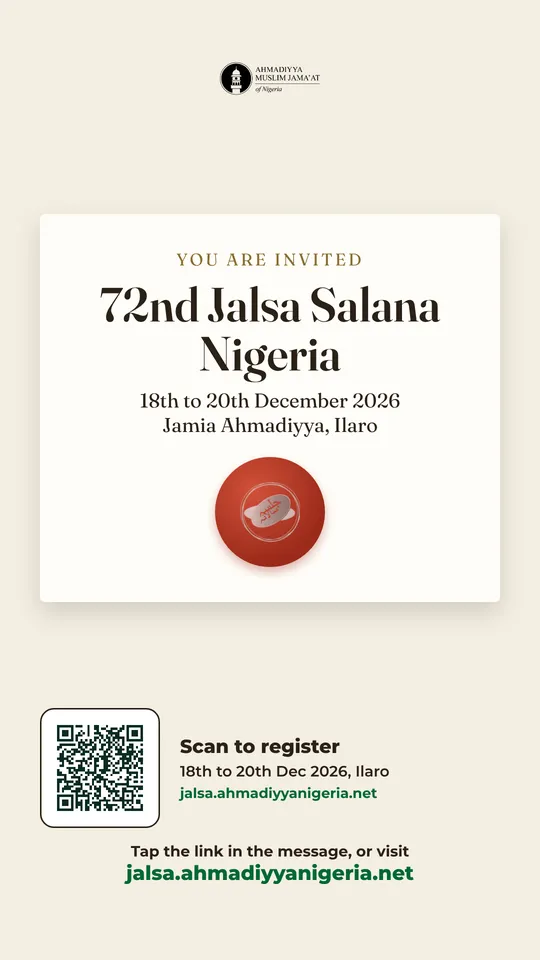 AHMADIYYA
MUSLIM JAMA'AT
of Nigeria
YOU ARE INVITED
72nd Jalsa Salana
Nigeria
18th to 20th December 2026
Jamia Ahmadiyya, Ilaro
Scan to register
18th to 20th Dec 2026, Ilaro
jalsa.ahmadiyyanigeria.net
Tap the link in the message, or visit
jalsa.ahmadiyyanigeria.net